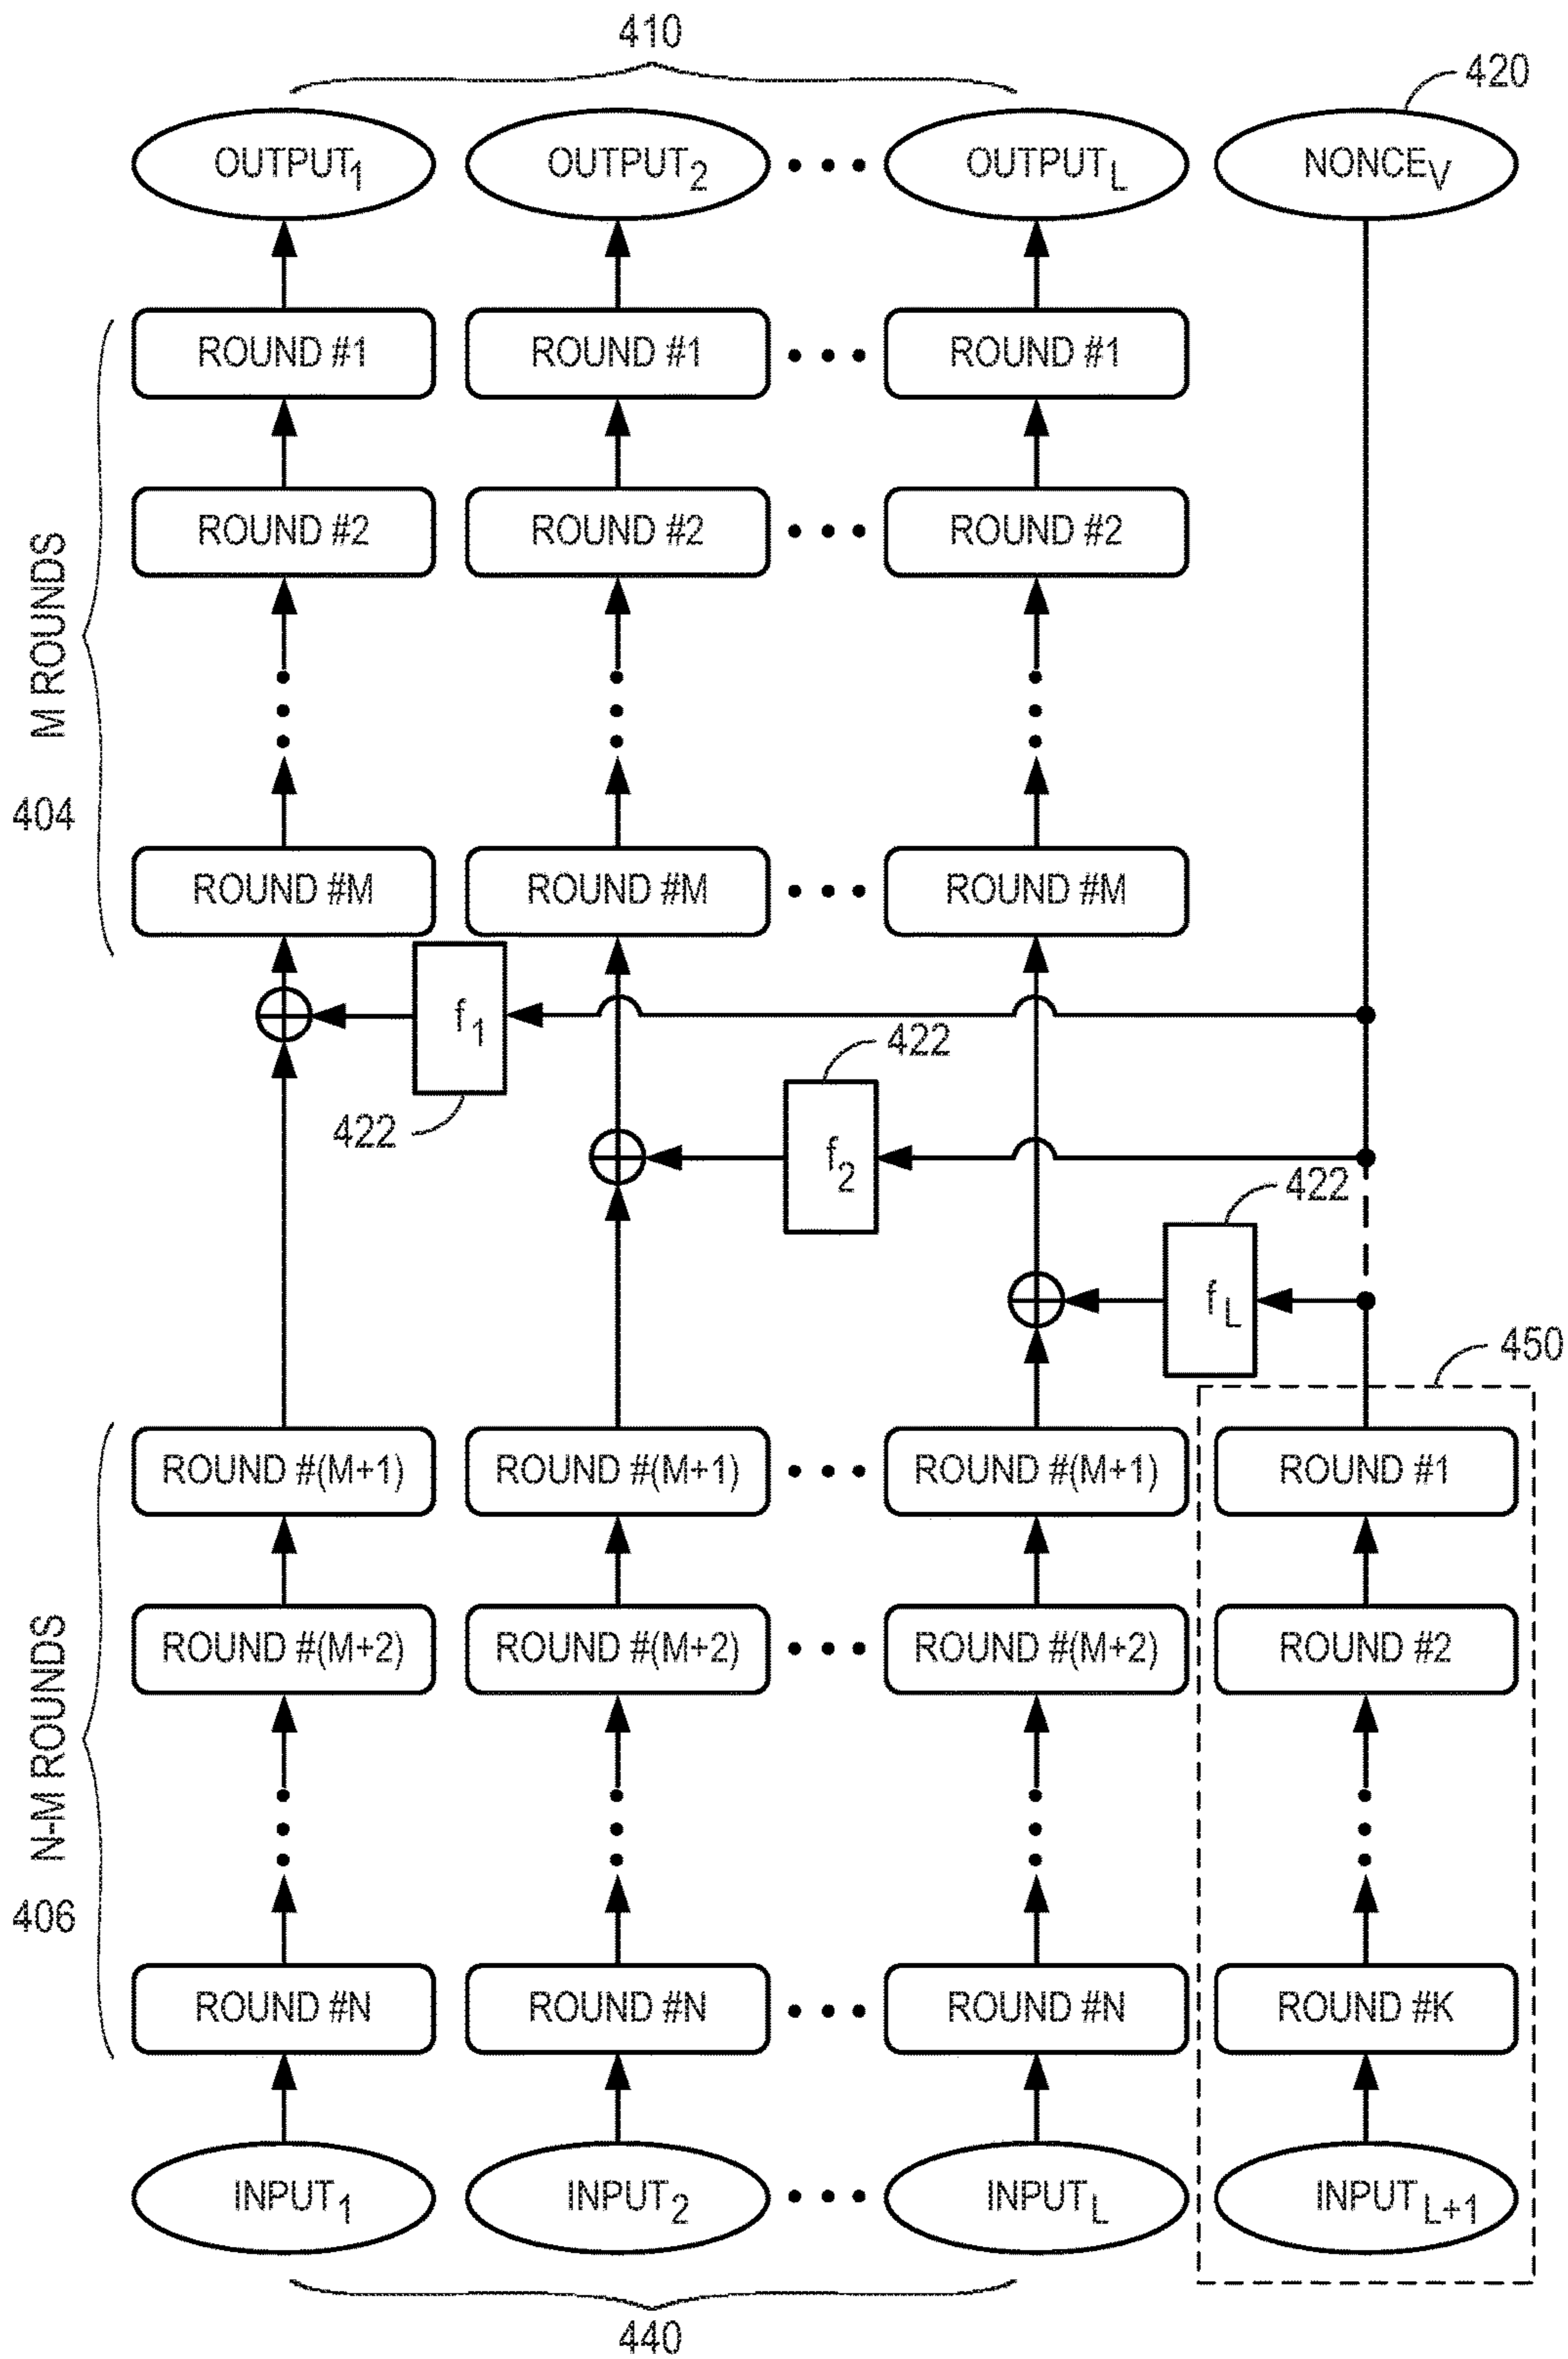 410
420
OUTPUT1 OUTPUT2 OUTPUTL NONCEV
ROUND #1 ROUND #1 ROUND #1
ROUND #2 ROUND #2 ROUND #2
M ROUNDS
404
ROUND #M ROUND #M ROUND #M
f1
422
422
f2
422
fL
450
ROUND #(M+1) ROUND #(M+1) ROUND #(M+1) ROUND #1
ROUND #(M+2) ROUND #(M+2) ROUND #(M+2) ROUND #2
N-M ROUNDS
406
ROUND #N ROUND #N ROUND #N ROUND #K
INPUT1 INPUT2 INPUTL INPUTL+1
440